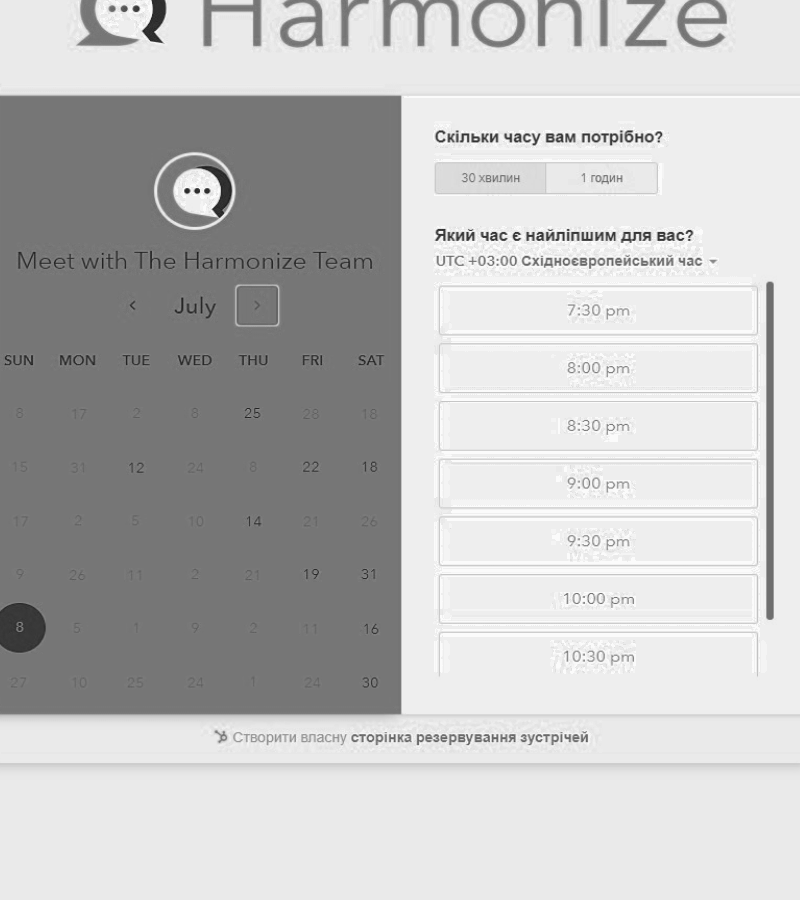 Harmonize
Meet with The Harmonize Team
July
SUN MON TUE WED THU FRI SAT
8 17 2 8 25 28 18
15 31 12 24 8 22 18
17 2 5 10 14 21 26
9 26 11 2 21 19 31
8 5 1 9 2 11 16
27 10 25 24 1 24 30
Скільки часу вам потрібно?
30 хвилин 1 годин
Який час є найліпшим для вас?
UTC +03:00 Східноєвропейський час
7:30 pm
8:00 pm
8:30 pm
9:00 pm
9:30 pm
10:00 pm
10:30 pm
Створити власну сторінка резервування зустрічей